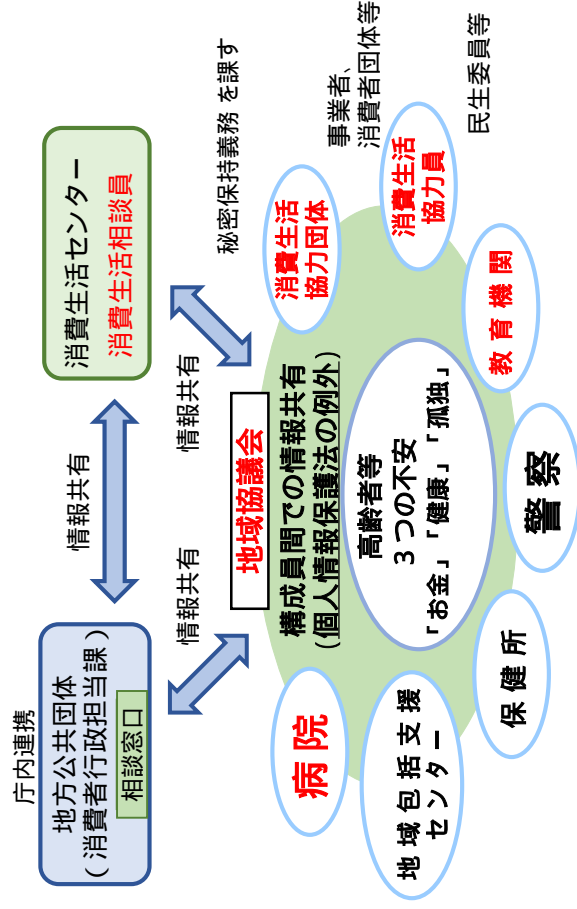 庁内連携
地方公共団体
(消費者行政担当課)
相談窓口
情報共有
消費生活センター
消費生活相談員
情報共有
情報共有
秘密保持義務 を課す
地域協議会
構成員間での情報共有
(個人情報保護法の例外)
高齢者等
3つの不安
「お金」「健康」「孤独」
病院
地域包括支援
センター
保健所
警察
教育機関
消費生活
協力員
消費生活
協力団体
事業者、
消費者団体等
民生委員等